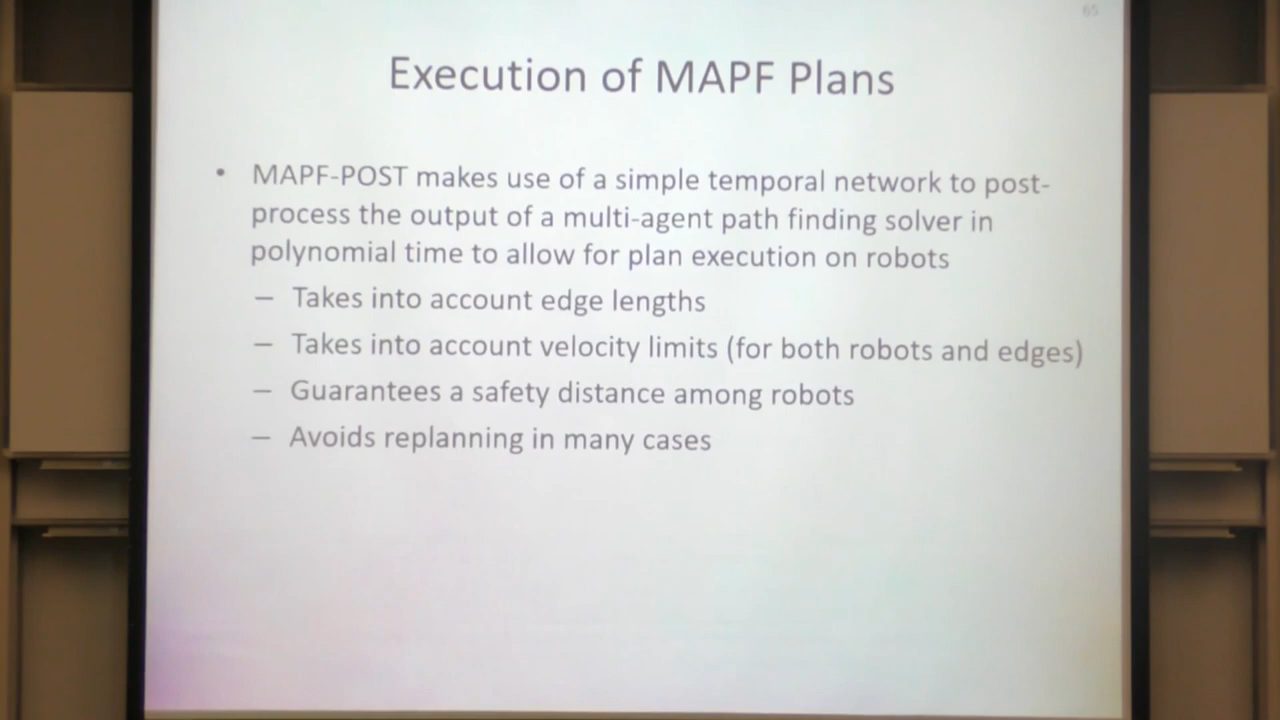 65
Execution of MAPF Plans
• MAPF-POST makes use of a simple temporal network to post-
process the output of a multi-agent path finding solver in
polynomial time to allow for plan execution on robots
– Takes into account edge lengths
– Takes into account velocity limits (for both robots and edges)
– Guarantees a safety distance among robots
– Avoids replanning in many cases